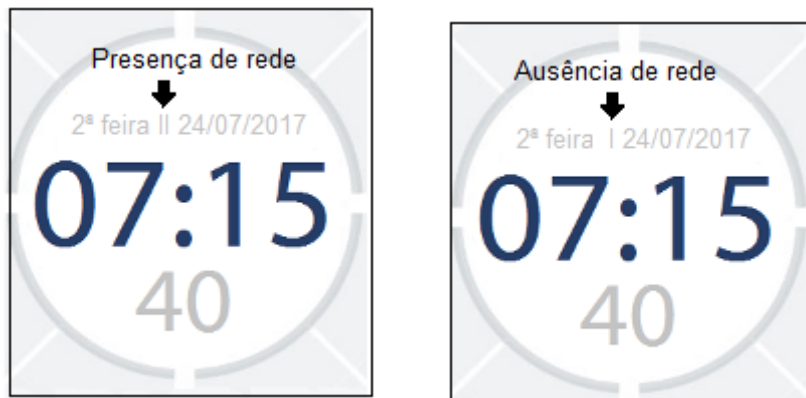 Presença de rede
2ª feira II 24/07/2017
07:15
40
Ausência de rede
2ª feira I 24/07/2017
07:15
40